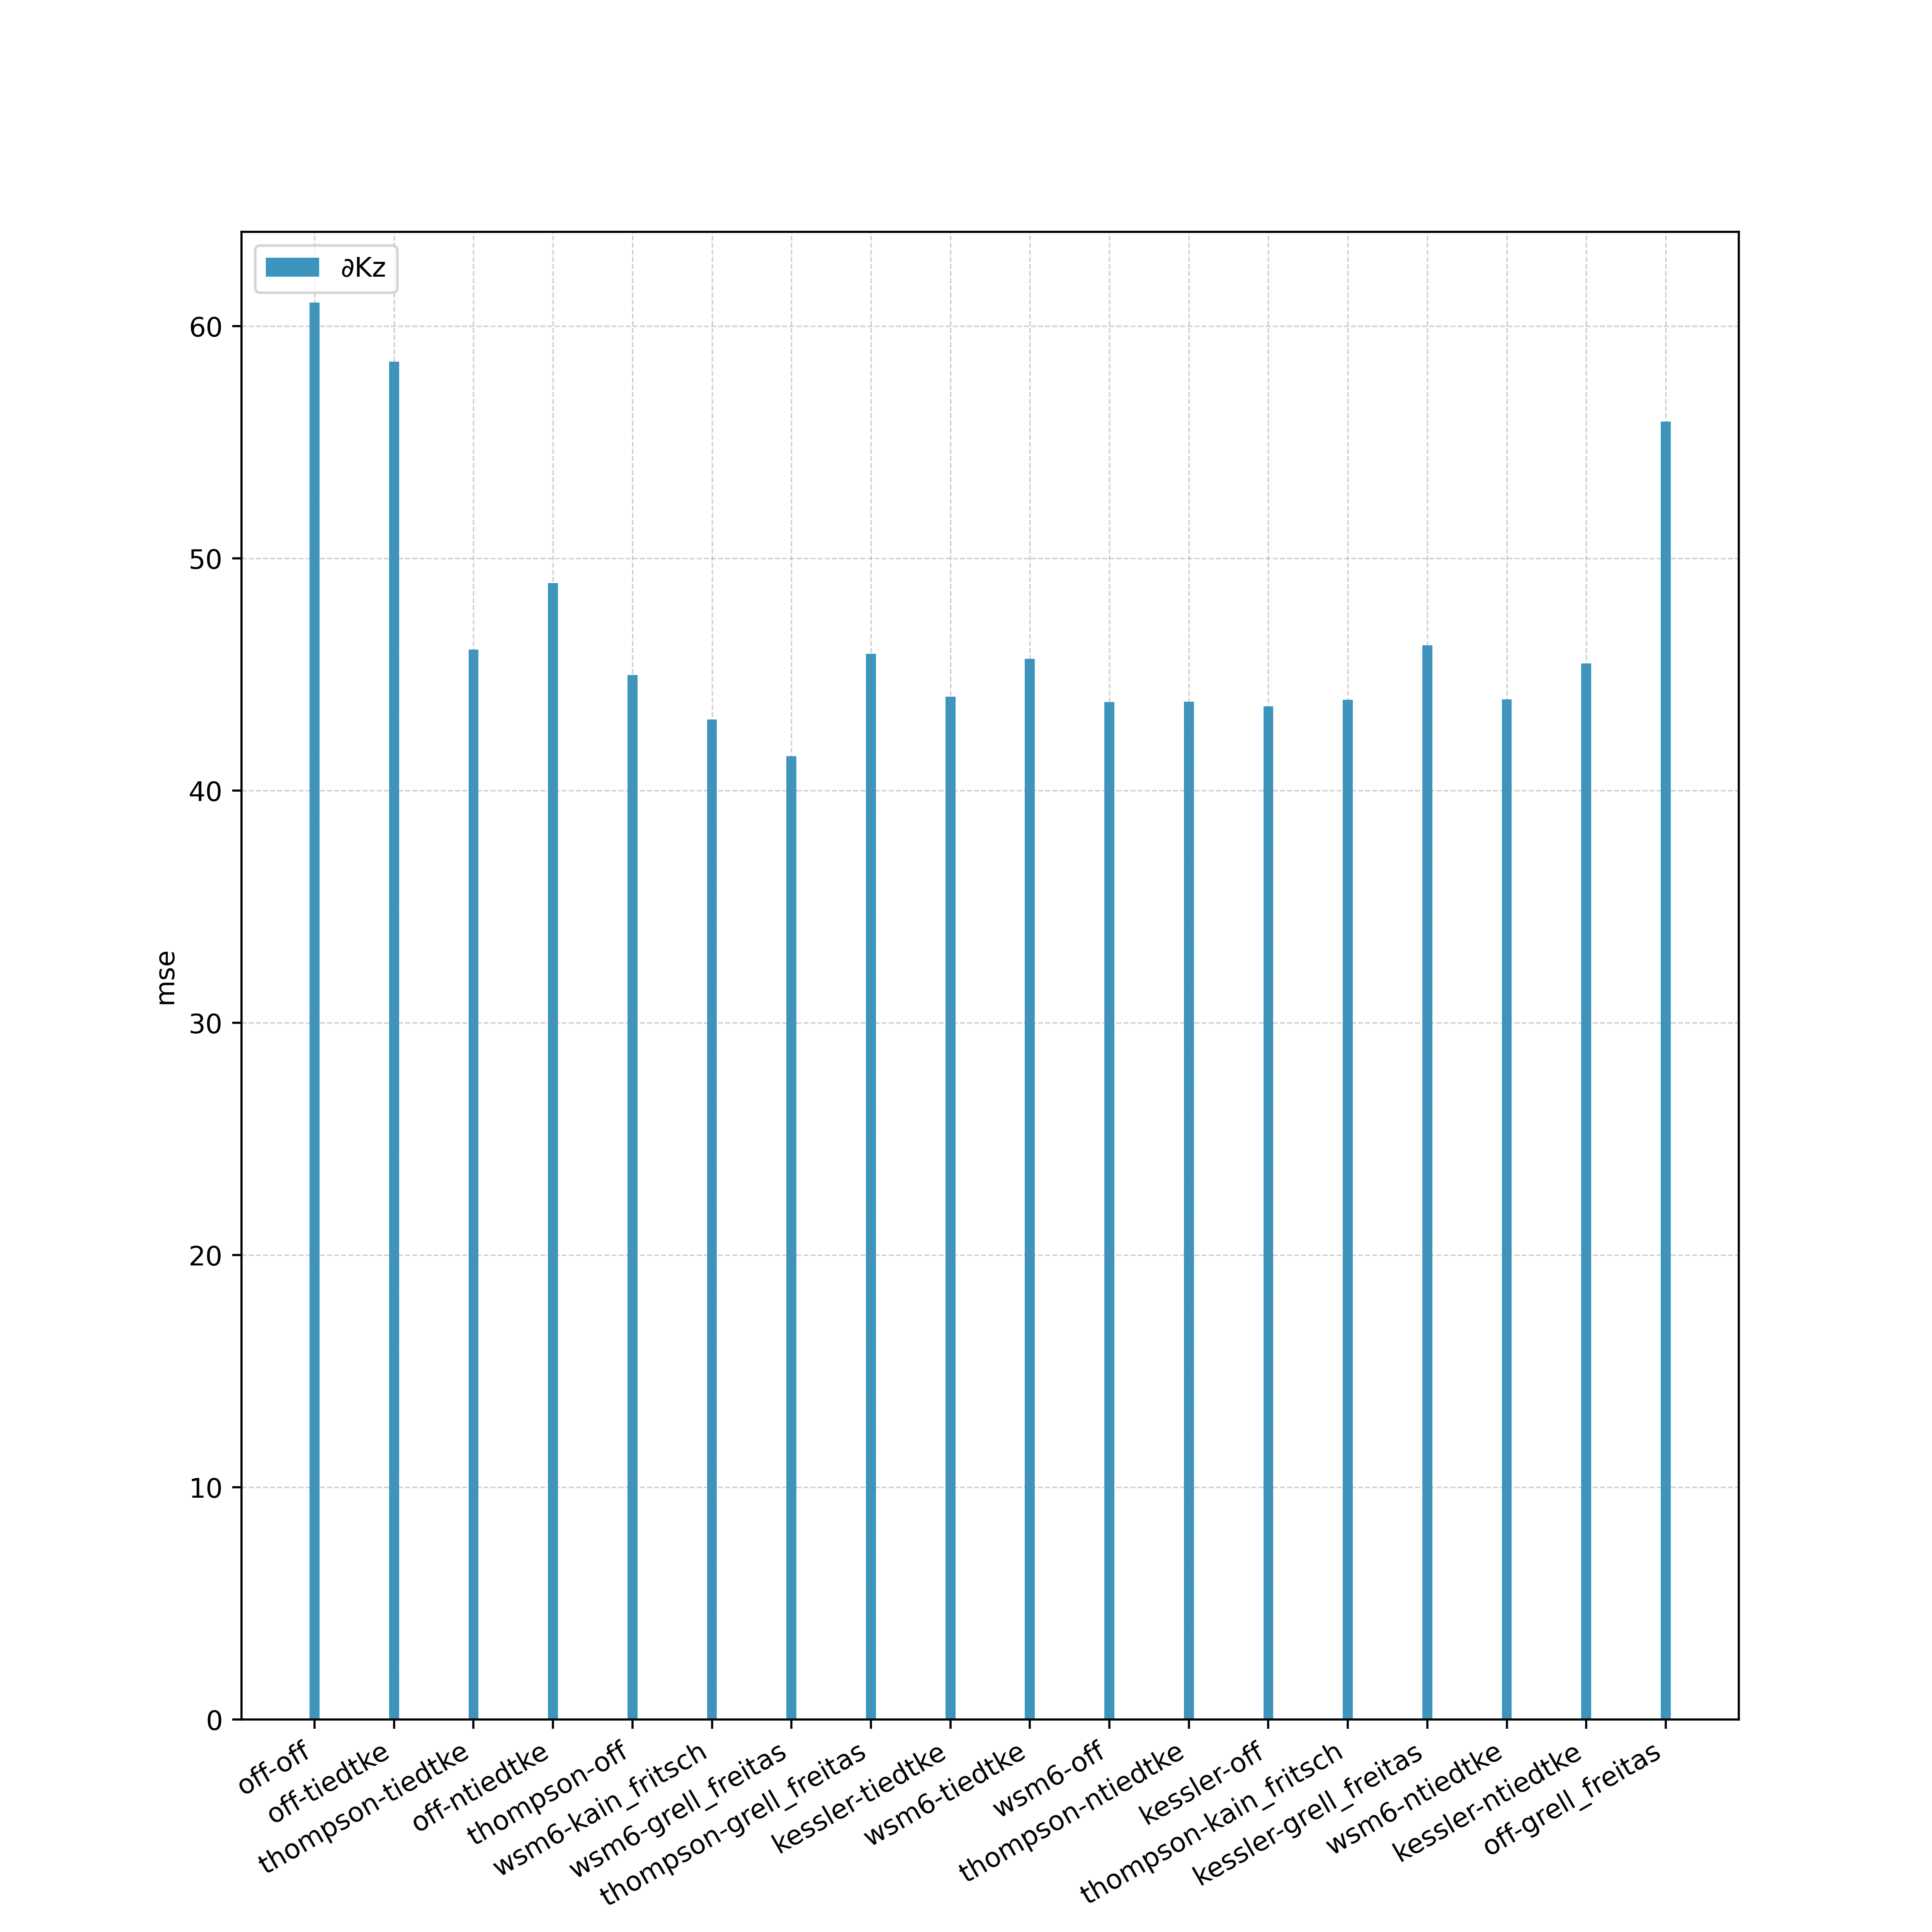 ∂Kz
60
50
40
30
20
10
0
mse
off-off
off-tiedtke
thompson-tiedtke
off-ntiedtke
thompson-off
wsm6-kain_fritsch
wsm6-grell_freitas
thompson-grell_freitas
kessler-tiedtke
wsm6-tiedtke
wsm6-off
thompson-ntiedtke
kessler-off
thompson-kain_fritsch
kessler-grell_freitas
wsm6-ntiedtke
kessler-ntiedtke
off-grell_freitas